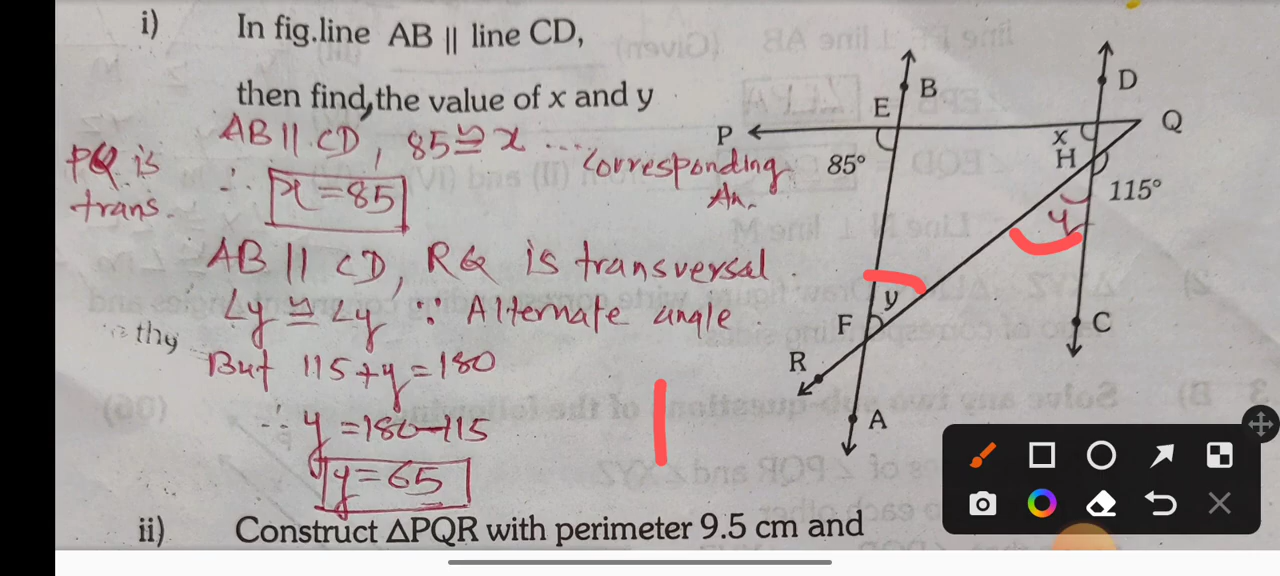 i) In fig.line AB || line CD,
then find, the value of x and y
AB || CD, 85 ≅ x ... Corresponding An.
PQ is trans.
∴ x = 85
AB || CD, RQ is transversal
∠y ≅ ∠y ∵ Alternate angle
But 115 + y = 180
∴ y = 180 - 115
y = 65
ii) Construct ΔPQR with perimeter 9.5 cm and
B
D
E
P
Q
x
H
85°
115°
y
y
F
C
R
A